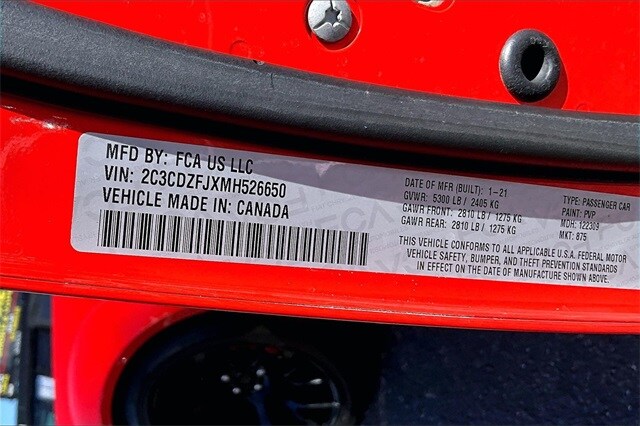 MFD BY: FCA US LLC
VIN: 2C3CDZFJXMH526650
VEHICLE MADE IN: CANADA
DATE OF MFR (BUILT): 1-21
GVWR: 5300 LB / 2405 KG
GAWR FRONT: 2810 LB / 1275 KG
GAWR REAR: 2810 LB / 1275 KG
TYPE: PASSENGER CAR
PAINT: PVP
MDH: 122309
MKT: 875
THIS VEHICLE CONFORMS TO ALL APPLICABLE U.S.A. FEDERAL MOTOR
VEHICLE SAFETY, BUMPER, AND THEFT PREVENTION STANDARDS
IN EFFECT ON THE DATE OF MANUFACTURE SHOWN ABOVE.